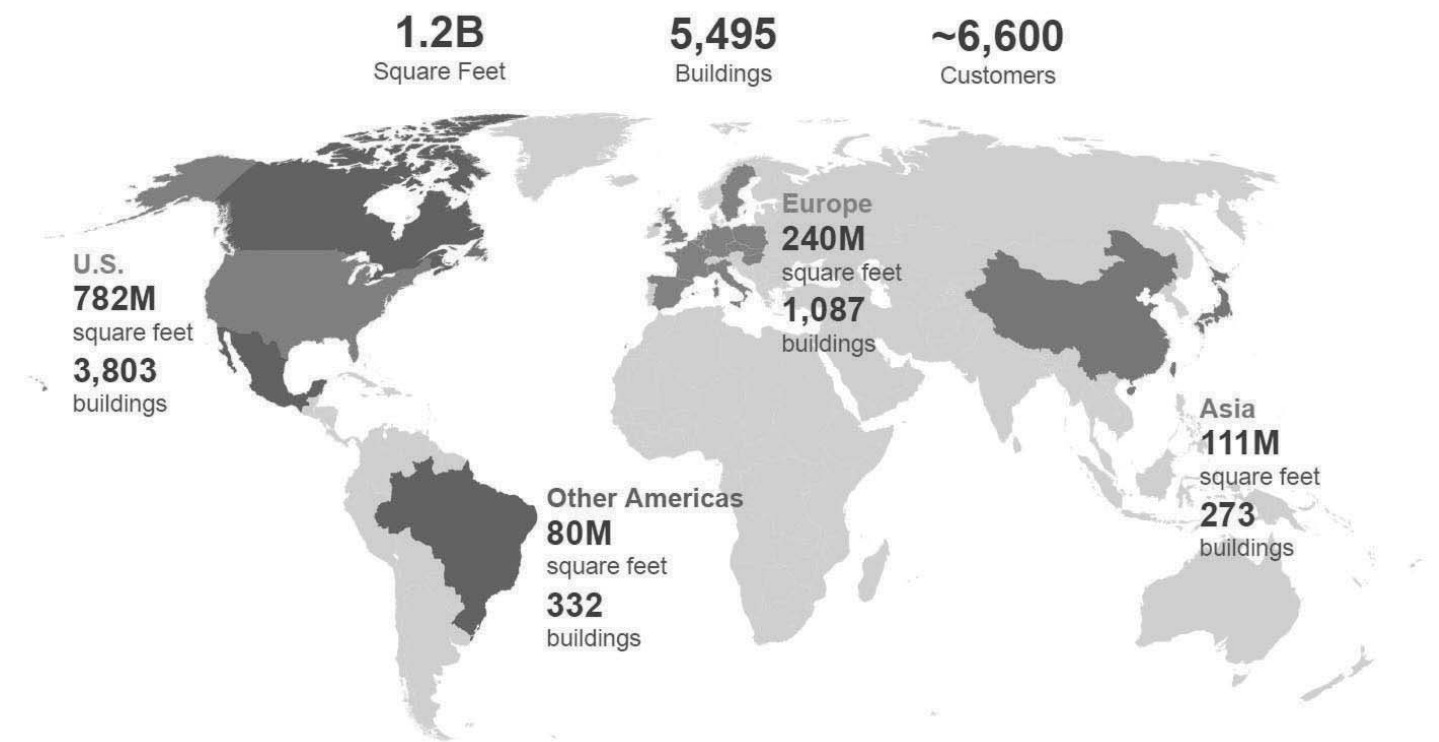 1.2B
Square Feet
5,495
Buildings
~6,600
Customers
U.S.
782M
square feet
3,803
buildings
Europe
240M
square feet
1,087
buildings
Other Americas
80M
square feet
332
buildings
Asia
111M
square feet
273
buildings